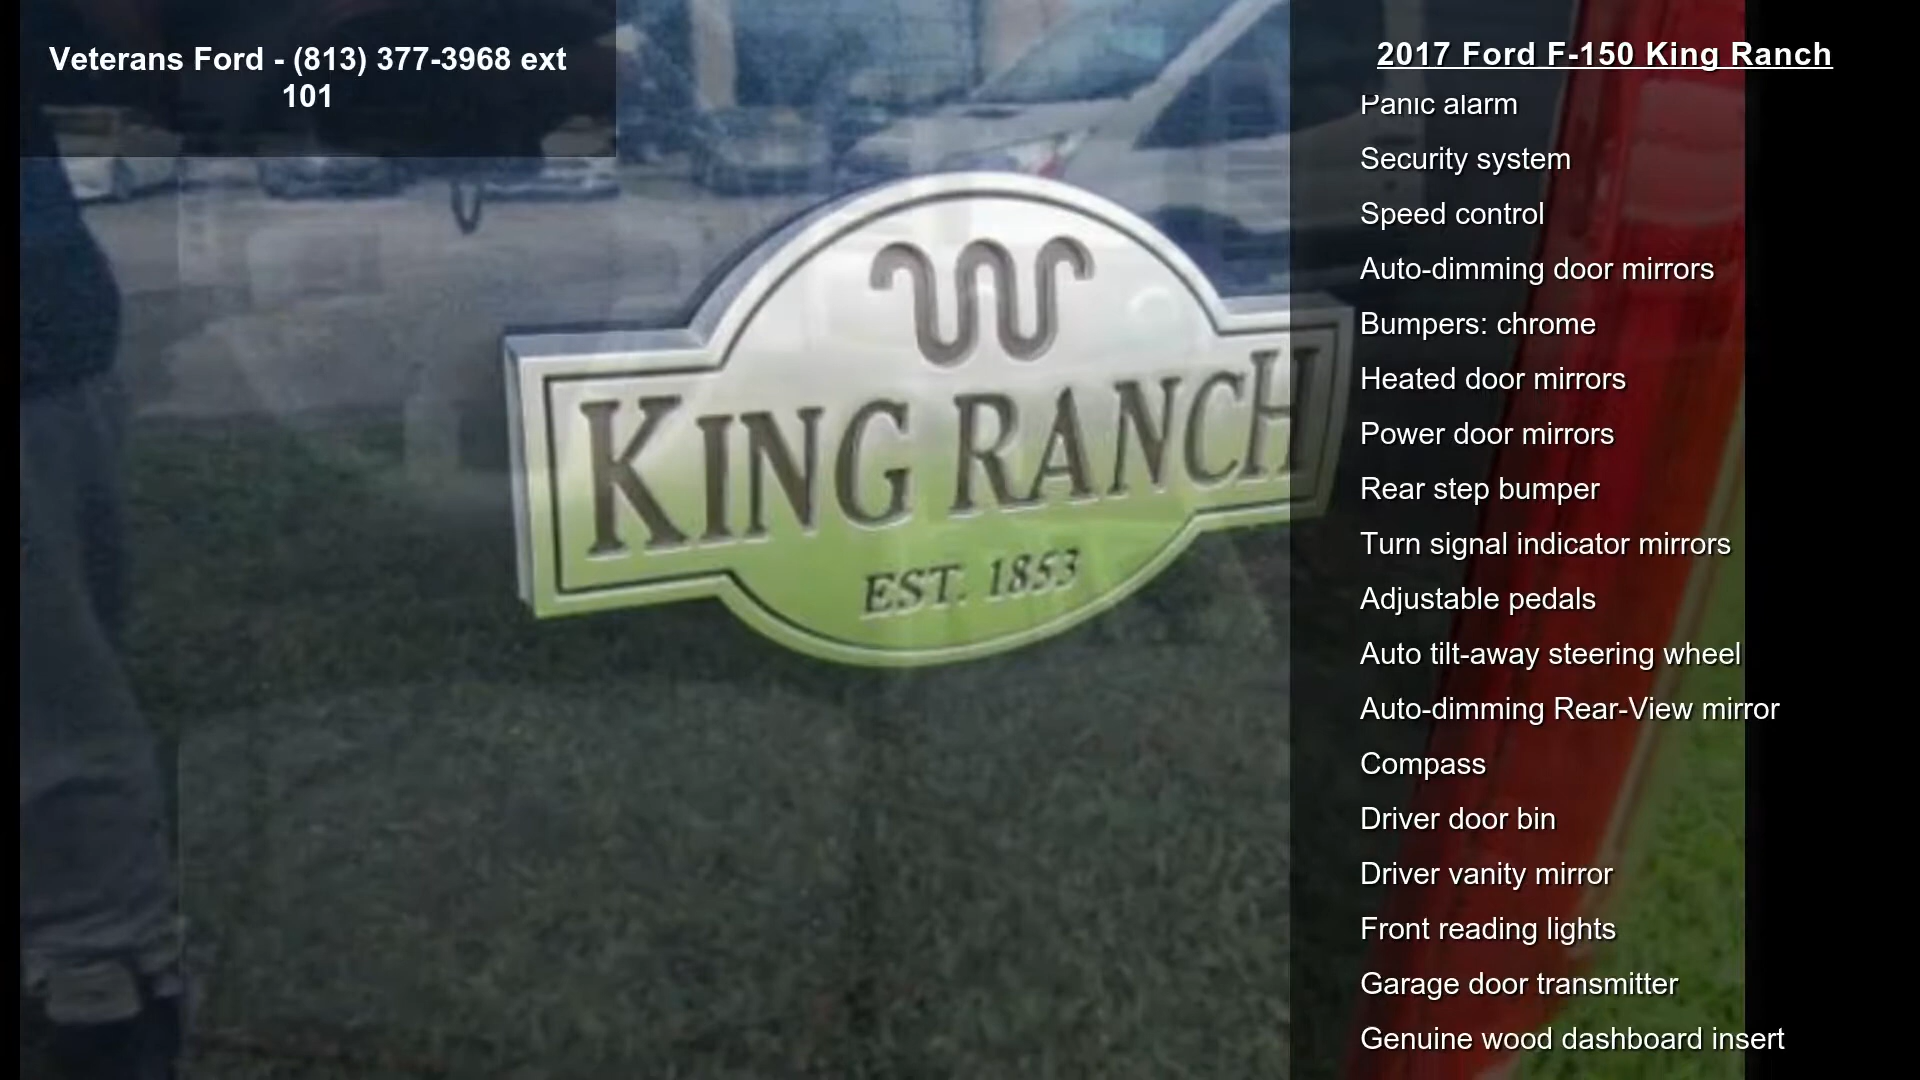 Veterans Ford - (813) 377-3968 ext
101
KING RANCH
EST. 1853
2017 Ford F-150 King Ranch
Panic alarm
Security system
Speed control
Auto-dimming door mirrors
Bumpers: chrome
Heated door mirrors
Power door mirrors
Rear step bumper
Turn signal indicator mirrors
Adjustable pedals
Auto tilt-away steering wheel
Auto-dimming Rear-View mirror
Compass
Driver door bin
Driver vanity mirror
Front reading lights
Garage door transmitter
Genuine wood dashboard insert